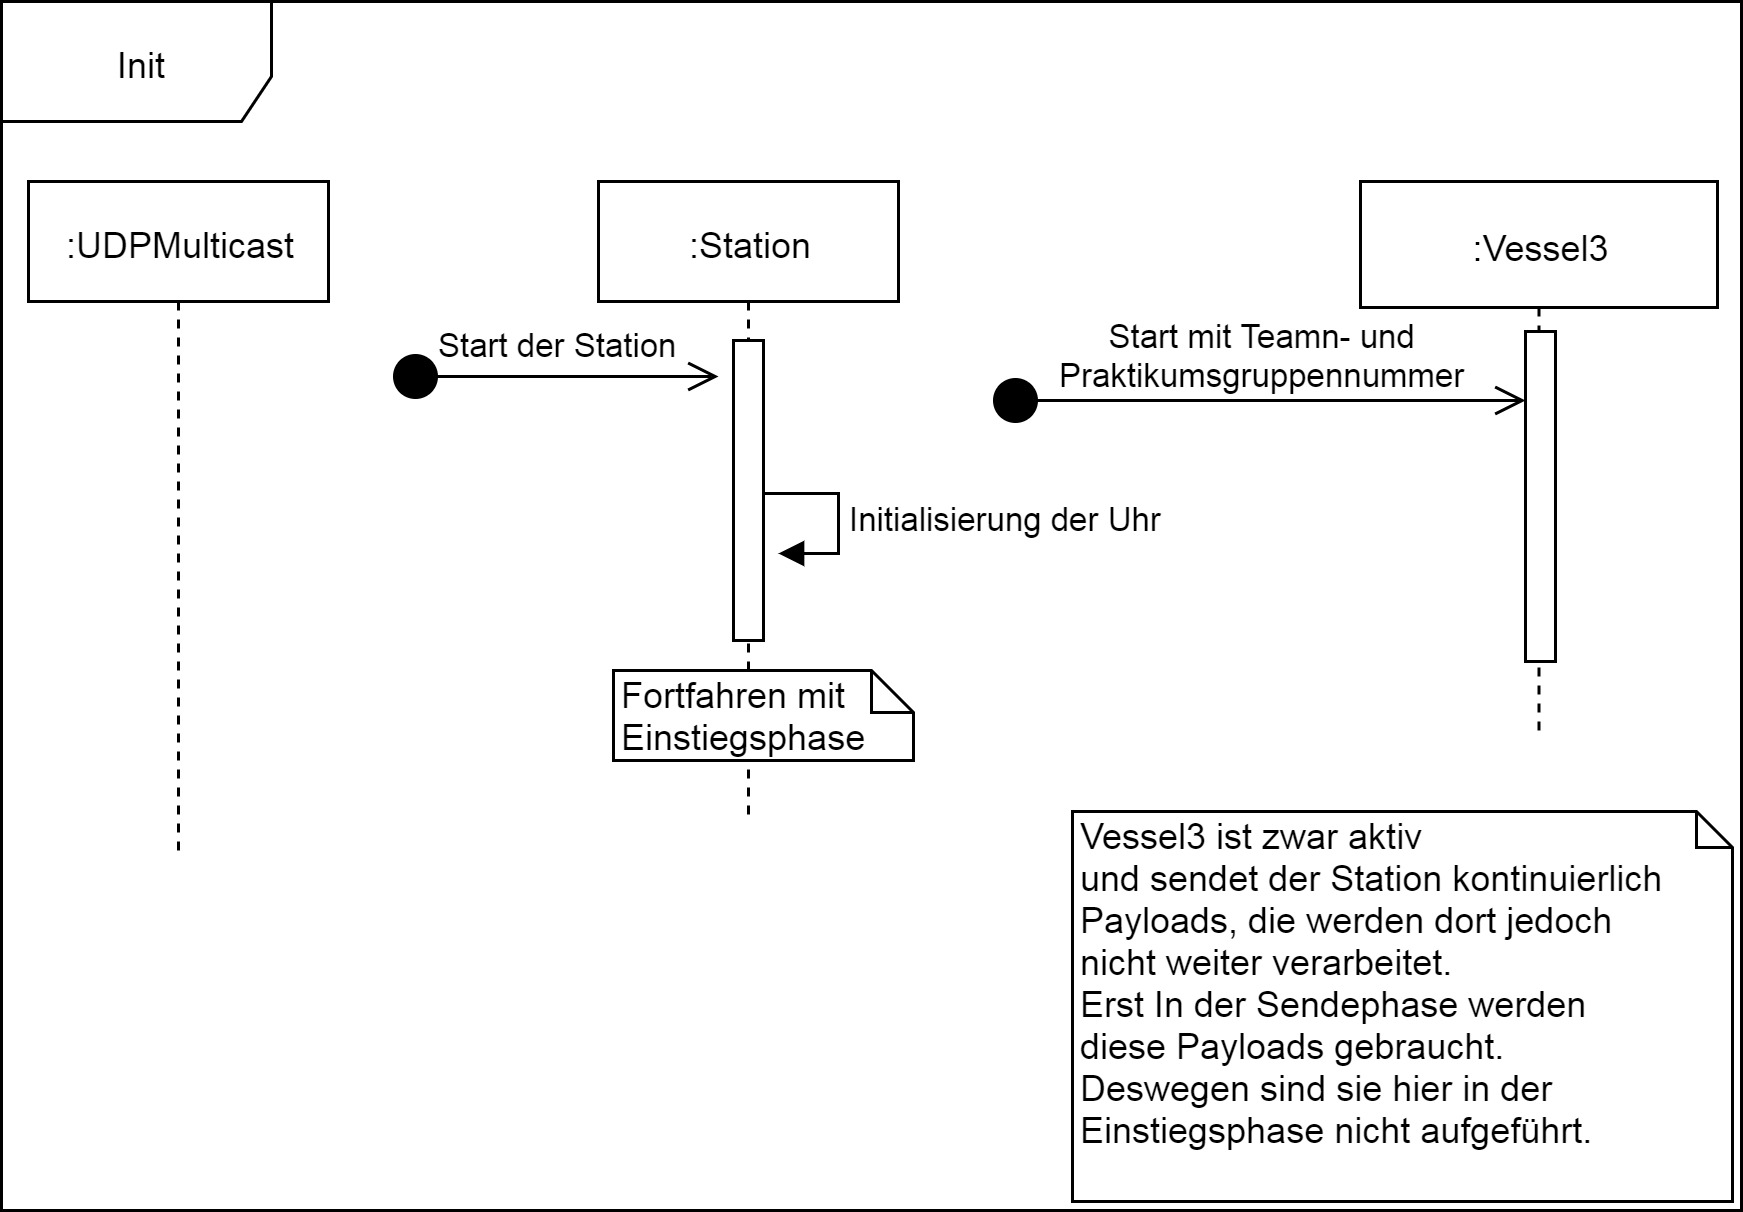 Init
:UDPMulticast
:Station
:Vessel3
Start der Station
Start mit Teamn- und
Praktikumsgruppennummer
Initialisierung der Uhr
Fortfahren mit
Einstiegsphase
Vessel3 ist zwar aktiv
und sendet der Station kontinuierlich
Payloads, die werden dort jedoch
nicht weiter verarbeitet.
Erst In der Sendephase werden
diese Payloads gebraucht.
Deswegen sind sie hier in der
Einstiegsphase nicht aufgeführt.